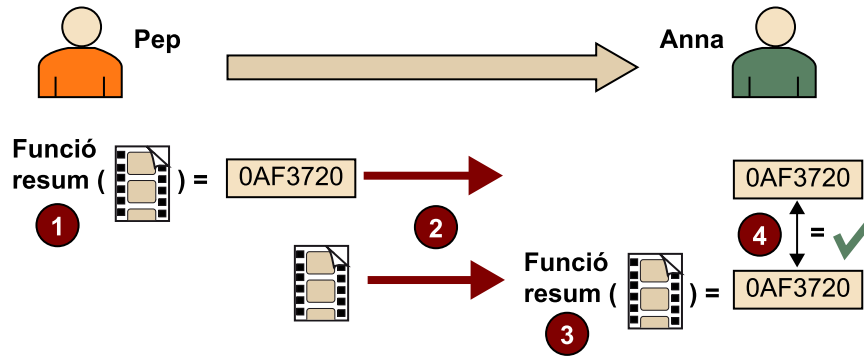 Pep
Anna
Funció
resum ( ) = 0AF3720
1
2
0AF3720
4
=
Funció
resum ( ) = 0AF3720
3